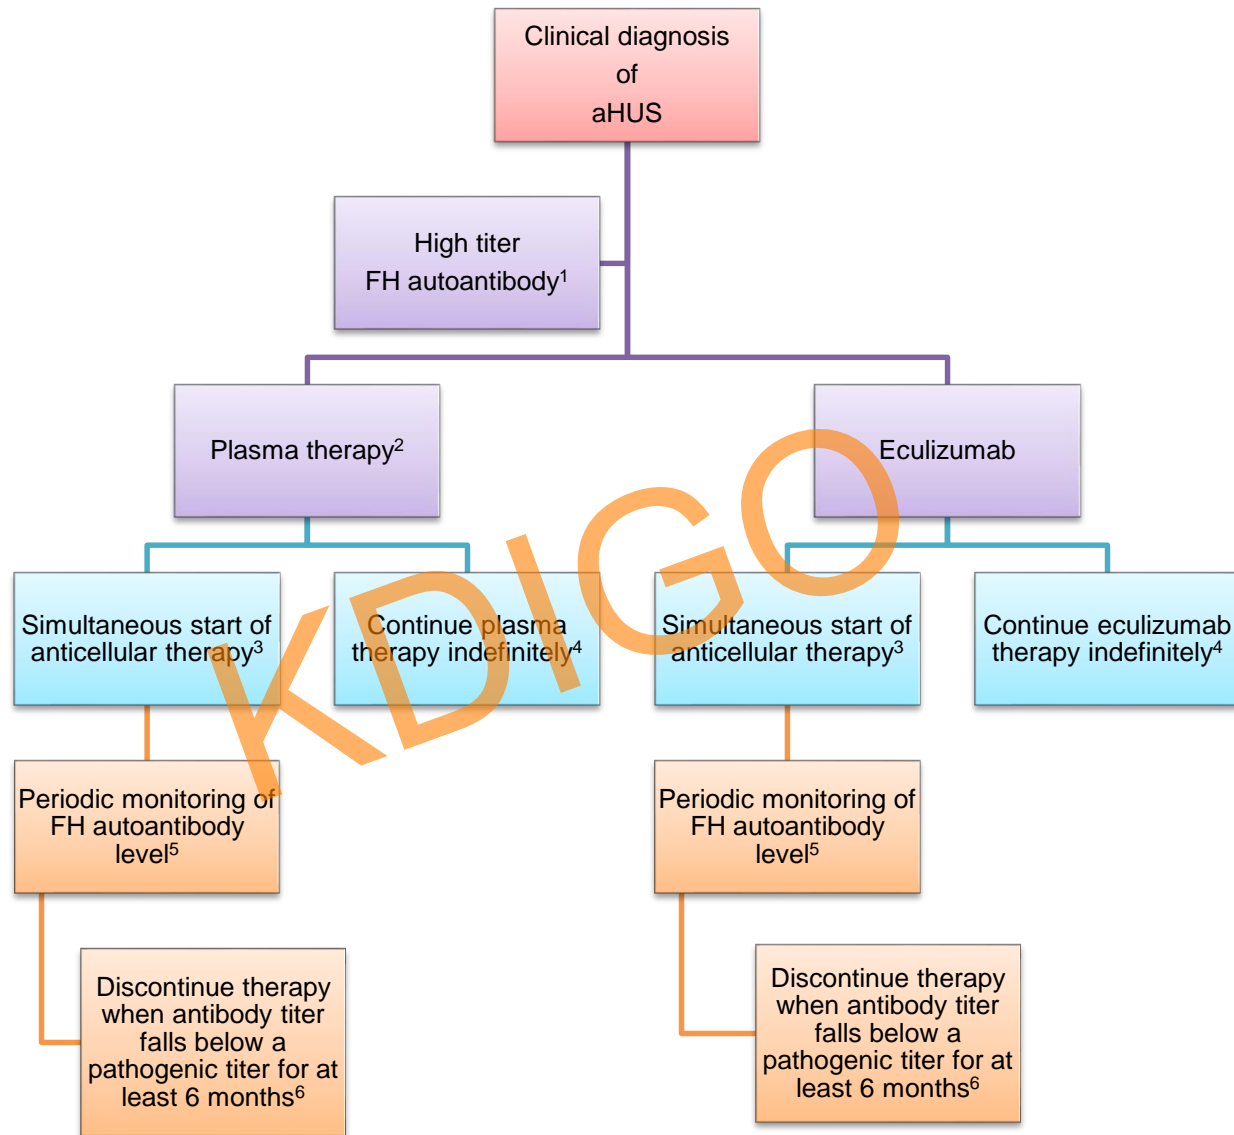 Clinical diagnosis
of
aHUS
High titer
FH autoantibody¹
Plasma therapy²
Eculizumab
Simultaneous start of
anticellular therapy³
Continue plasma
therapy indefinitely⁴
Simultaneous start of
anticellular therapy³
Continue eculizumab
therapy indefinitely⁴
KDIGO
Periodic monitoring of
FH autoantibody
level⁵
Periodic monitoring of
FH autoantibody
level⁵
Discontinue therapy
when antibody titer
falls below a
pathogenic titer for at
least 6 months⁶
Discontinue therapy
when antibody titer
falls below a
pathogenic titer for at
least 6 months⁶